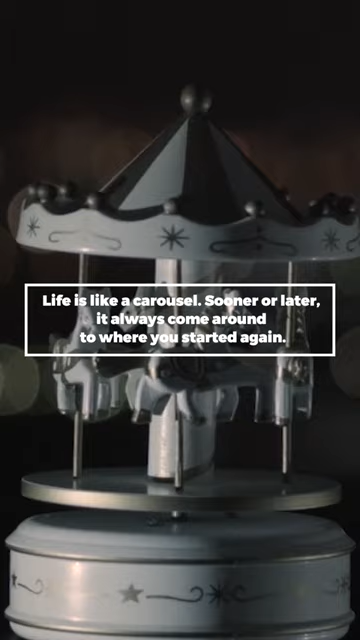 Life is like a carousel. Sooner or later,
it always come around
to where you started again.